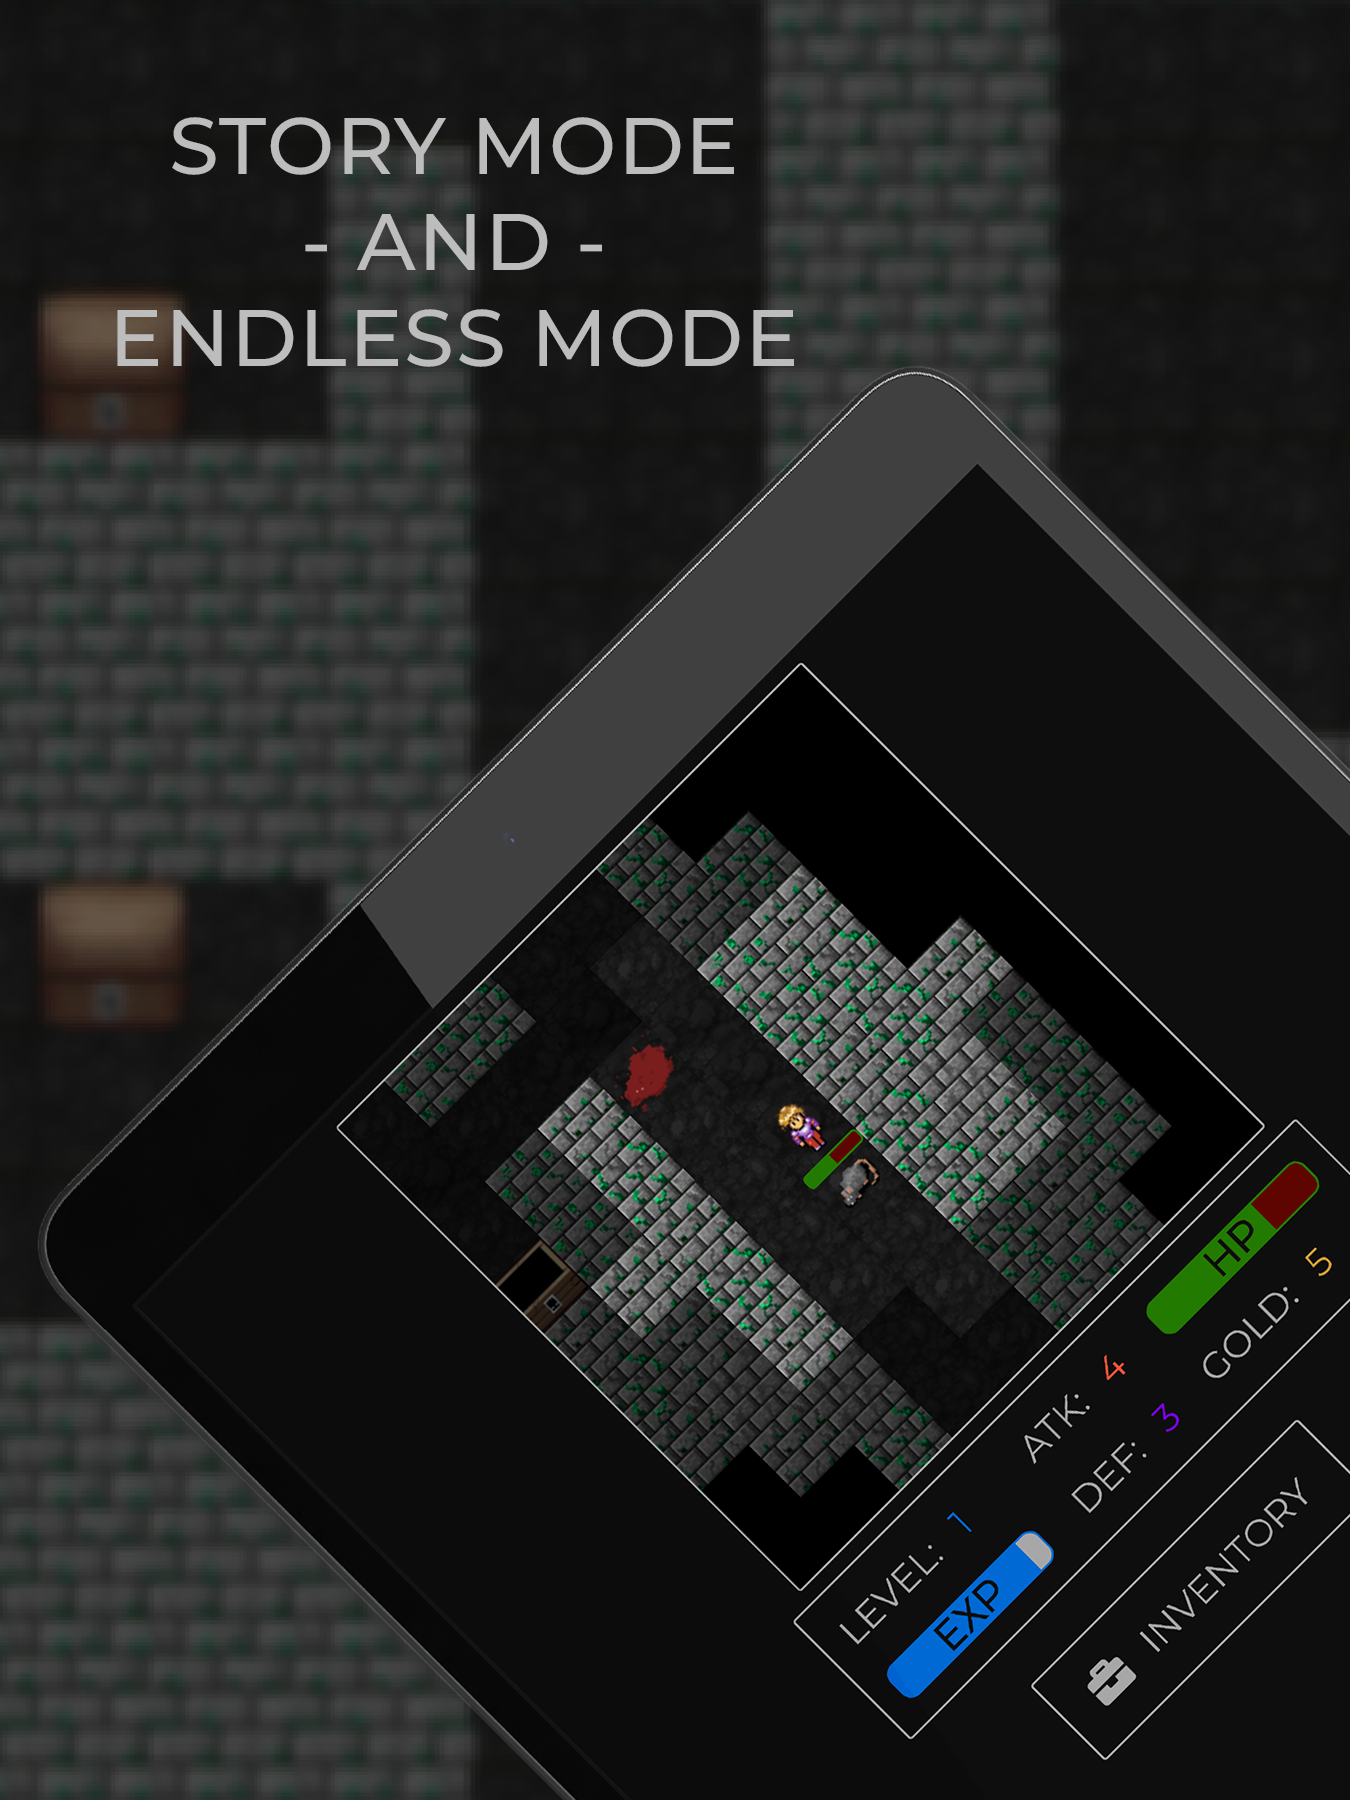 STORY MODE
- AND -
ENDLESS MODE
LEVEL: 1
EXP
ATK: 4
DEF: 3
HP
GOLD: 5
INVENTORY